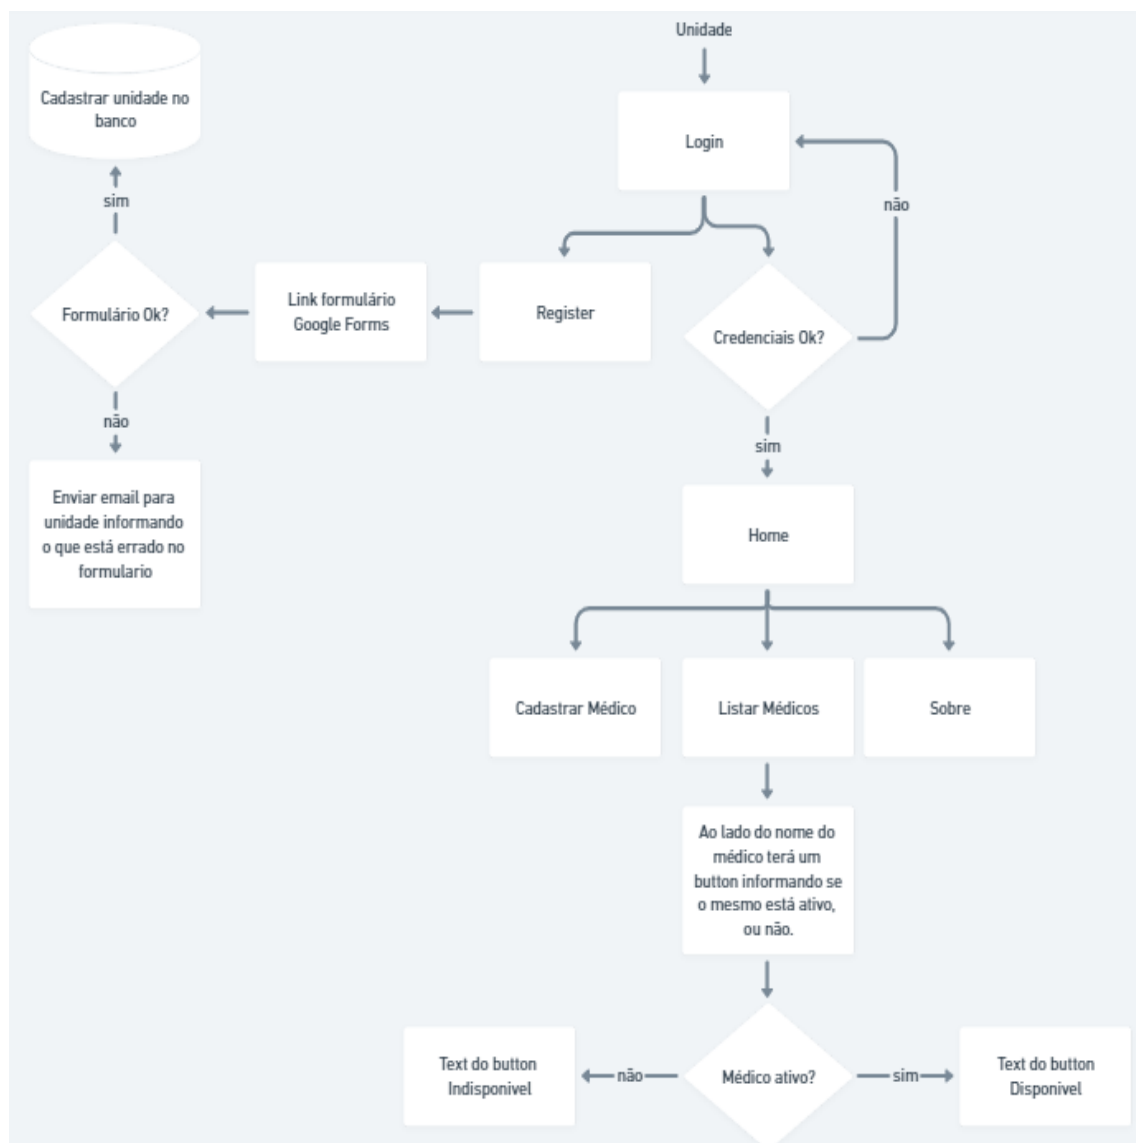 Unidade
Cadastrar unidade no
banco
Login
sim
não
Formulário Ok?
Link formulário
Google Forms
Register
Credenciais Ok?
não
sim
Enviar email para
unidade informando
o que está errado no
formulario
Home
Cadastrar Médico
Listar Médicos
Sobre
Ao lado do nome do
médico terá um
button informando se
o mesmo está ativo,
ou não.
Text do button
Indisponivel
não
Médico ativo?
sim
Text do button
Disponivel